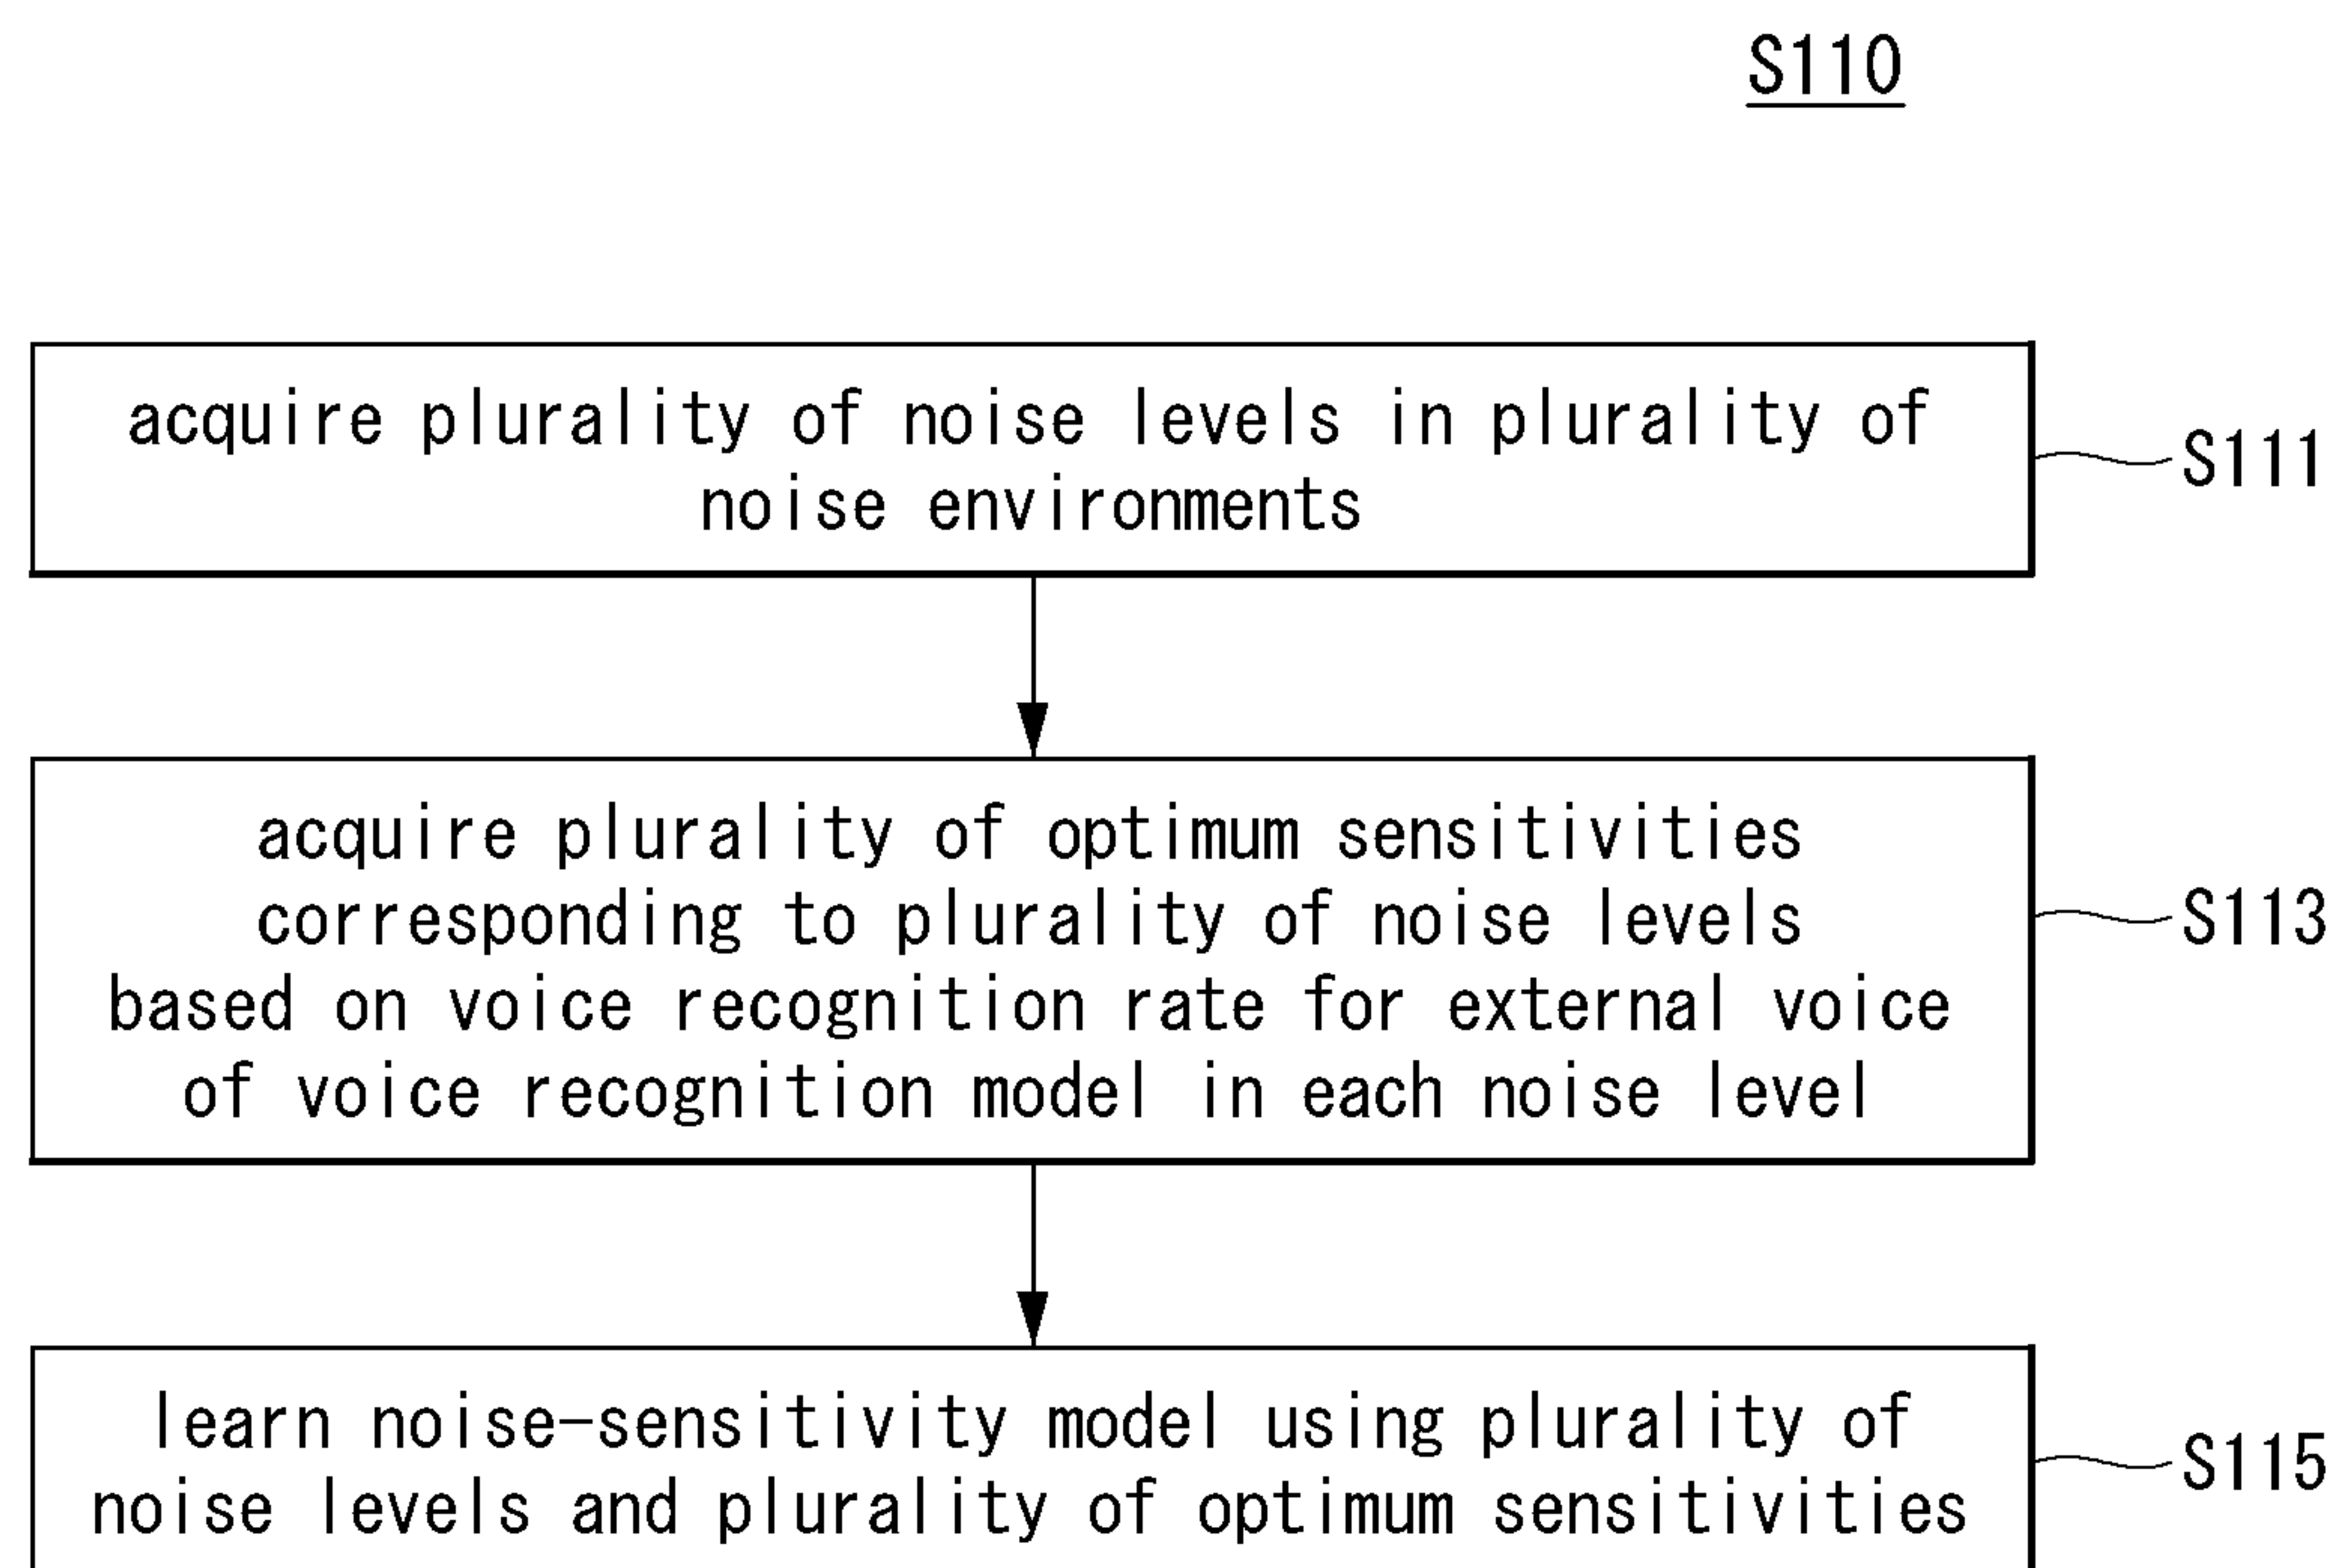 S110
acquire plurality of noise levels in plurality of
noise environments
S111
acquire plurality of optimum sensitivities
corresponding to plurality of noise levels
based on voice recognition rate for external voice
of voice recognition model in each noise level
S113
learn noise-sensitivity model using plurality of
noise levels and plurality of optimum sensitivities
S115